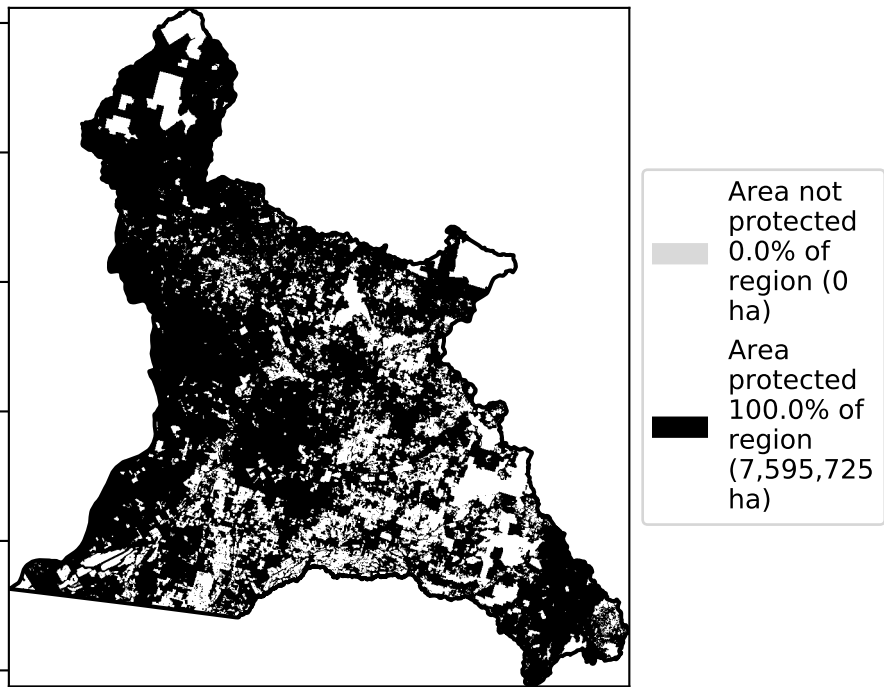 Area not
protected
0.0% of
region (0
ha)
Area
protected
100.0% of
region
(7,595,725
ha)